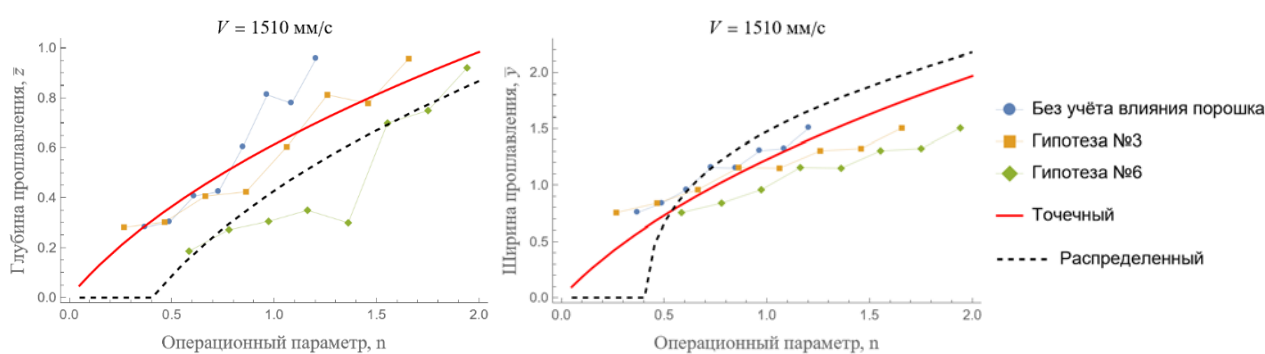 V = 1510 мм/с
Глубина проплавления, z̅
1.0
0.8
0.6
0.4
0.2
0.0
0.0 0.5 1.0 1.5 2.0
Операционный параметр, n
V = 1510 мм/с
Ширина проплавления, y̅
2.0
1.5
1.0
0.5
0.0
0.0 0.5 1.0 1.5 2.0
Операционный параметр, n
Без учёта влияния порошка
Гипотеза №3
Гипотеза №6
Точечный
Распределенный